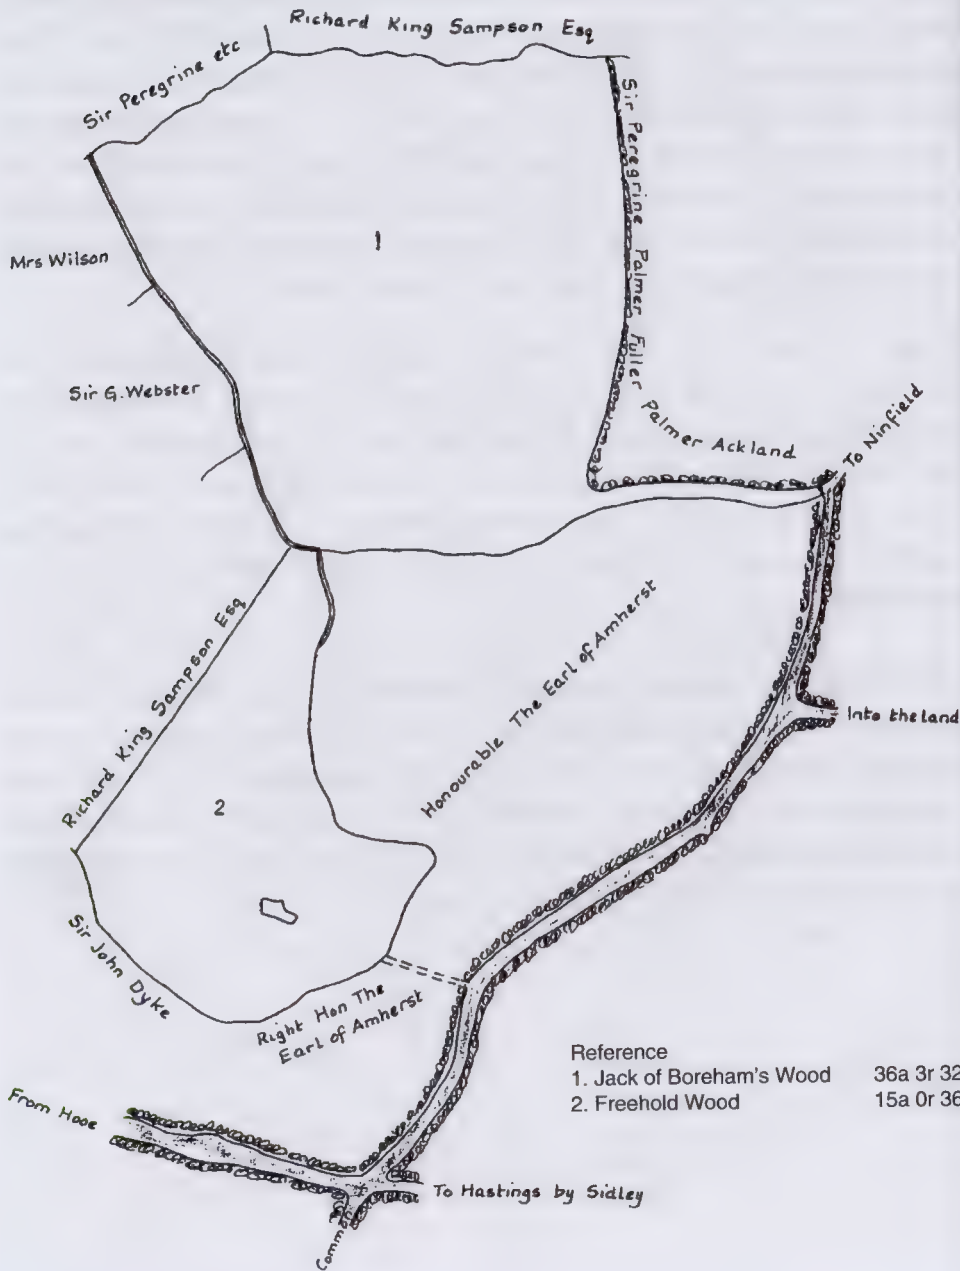 Richard King Sampson Esq
Sir Peregrine etc
Sir Peregrine Palmer Fuller Palmer Ackland
1
Mrs Wilson
Sir G. Webster
To Ninfield
Richard King Sampson Esq
Honourable The Earl of Amherst
Into the land
2
Sir John Dyke
Right Hon The
Earl of Amherst
Reference
1. Jack of Boreham's Wood 36a 3r 32
2. Freehold Wood 15a 0r 36
From Hooe
To Hastings by Sidley
Comm